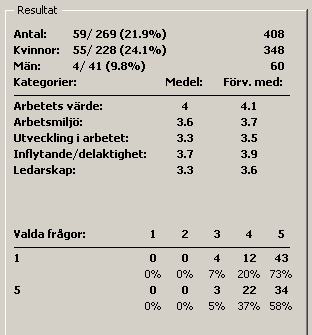 Resultat
Antal: 59/ 269 (21.9%) 408
Kvinnor: 55/ 228 (24.1%) 348
Män: 4/ 41 (9.8%) 60
Kategorier: Medel: Förv. med:
Arbetets värde: 4 4.1
Arbetsmiljö: 3.6 3.7
Utveckling i arbetet: 3.3 3.5
Inflytande/delaktighet: 3.7 3.9
Ledarskap: 3.3 3.6
Valda frågor: 1 2 3 4 5
1 0 0 4 12 43
0% 0% 7% 20% 73%
5 0 0 3 22 34
0% 0% 5% 37% 58%